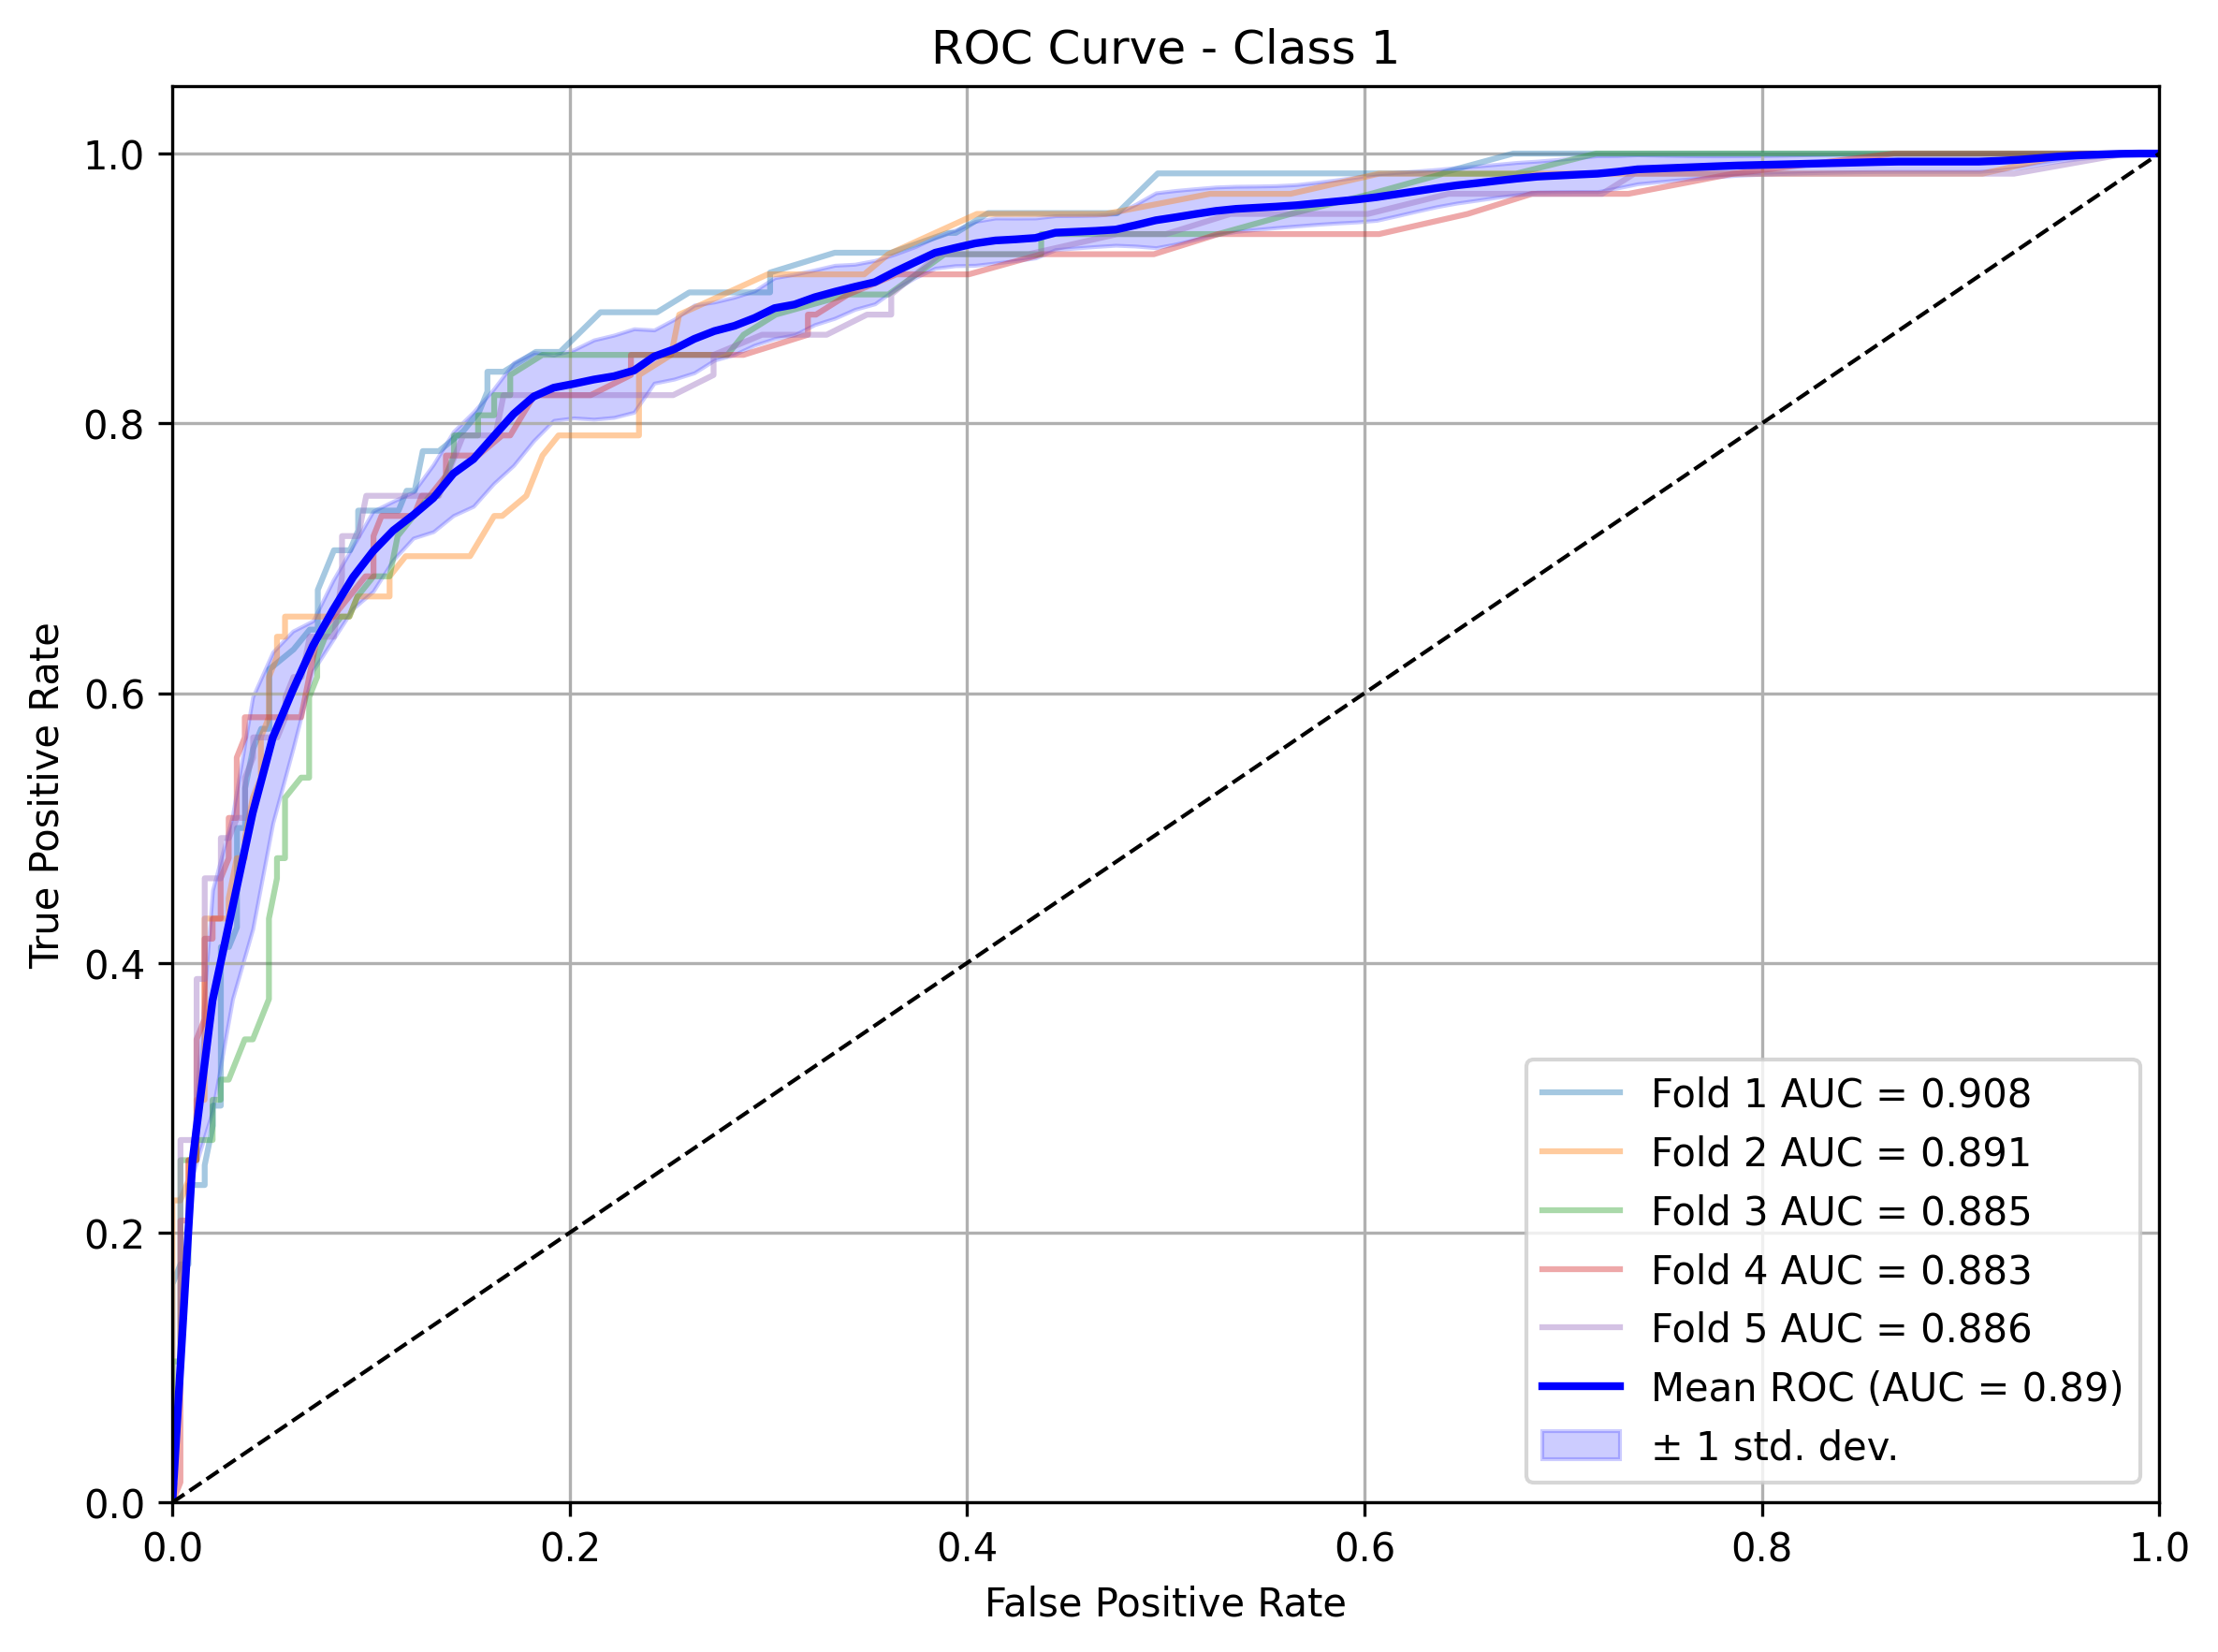 ROC Curve - Class 1
True Positive Rate
1.0
0.8
0.6
0.4
0.2
0.0
0.0 0.2 0.4 0.6 0.8 1.0
False Positive Rate
Fold 1 AUC = 0.908
Fold 2 AUC = 0.891
Fold 3 AUC = 0.885
Fold 4 AUC = 0.883
Fold 5 AUC = 0.886
Mean ROC (AUC = 0.89)
± 1 std. dev.